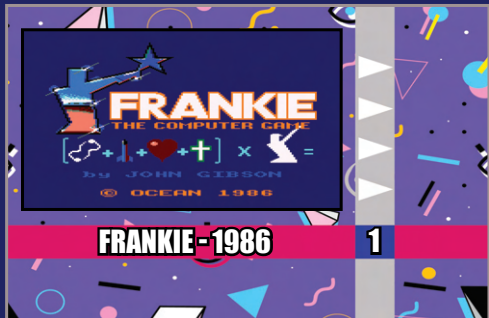 FRANKIE
THE COMPUTER GAME
[ + + + ] x =
by JOHN GIBSON
© OCEAN 1986
FRANKIE - 1986
1